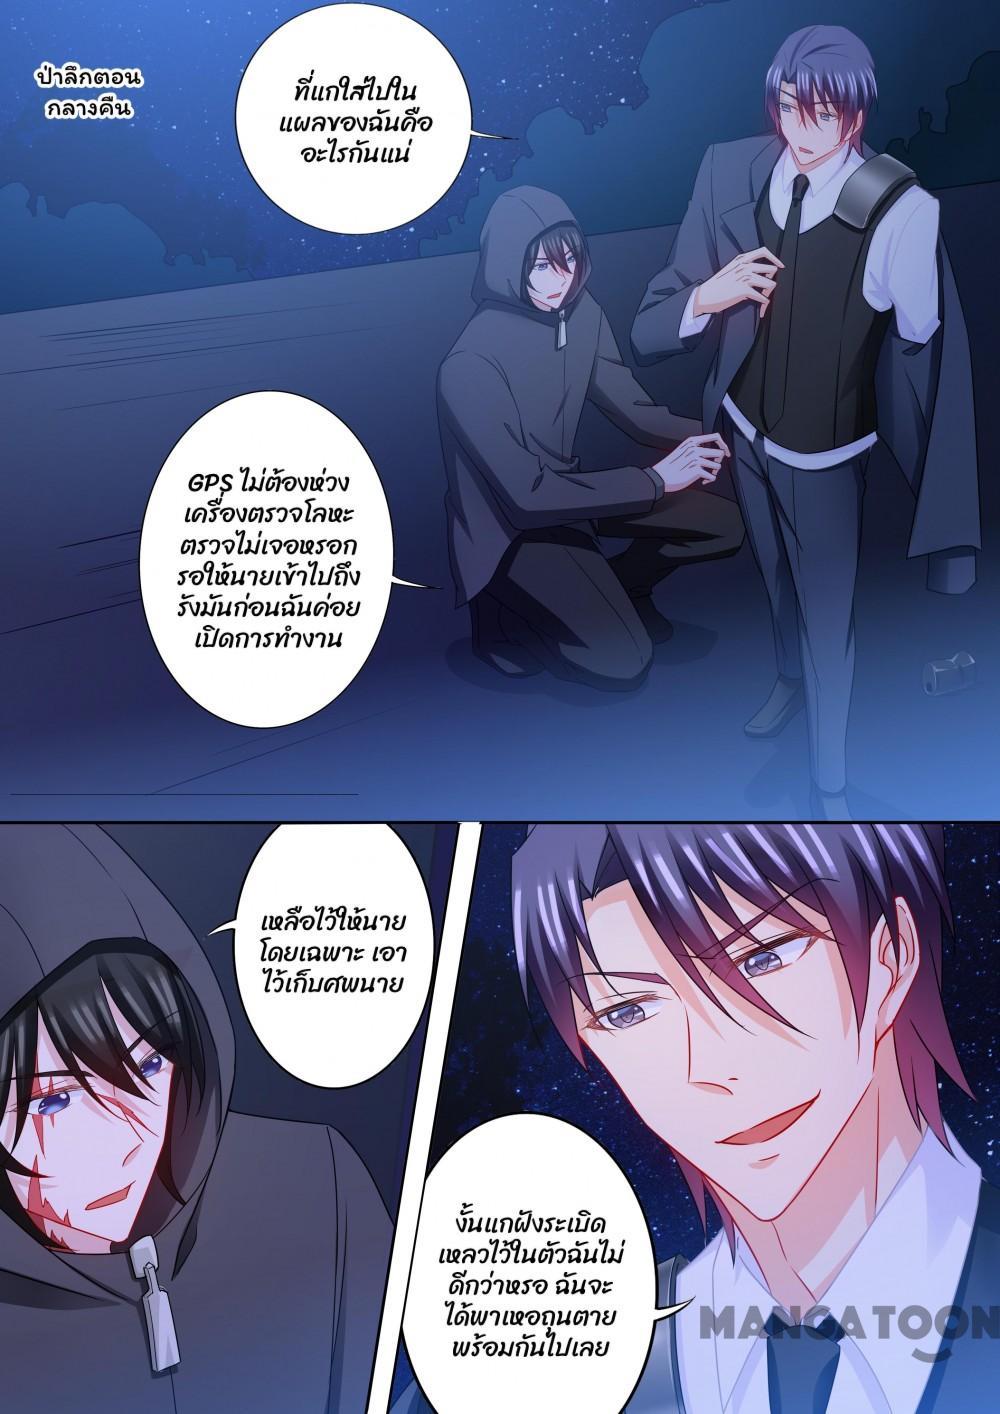 ป่าลึกตอน
กลางคืน
ที่แกใส่ไปใน
แผลของฉันคือ
อะไรกันแน่
GPS ไม่ต้องห่วง
เครื่องตรวจโลหะ
ตรวจไม่เจอหรอก
รอให้นายเข้าไปถึง
รังมันก่อนฉันค่อย
เปิดการทำงาน
เหลือไว้ให้นาย
โดยเฉพาะ เอา
ไว้เก็บศพนาย
งั้นแกฝังระเบิด
เหลวไว้ในตัวฉันไม่
ดีกว่าหรอ ฉันจะ
ได้พาเหอถุนตาย
พร้อมกันไปเลย
MANGATOON